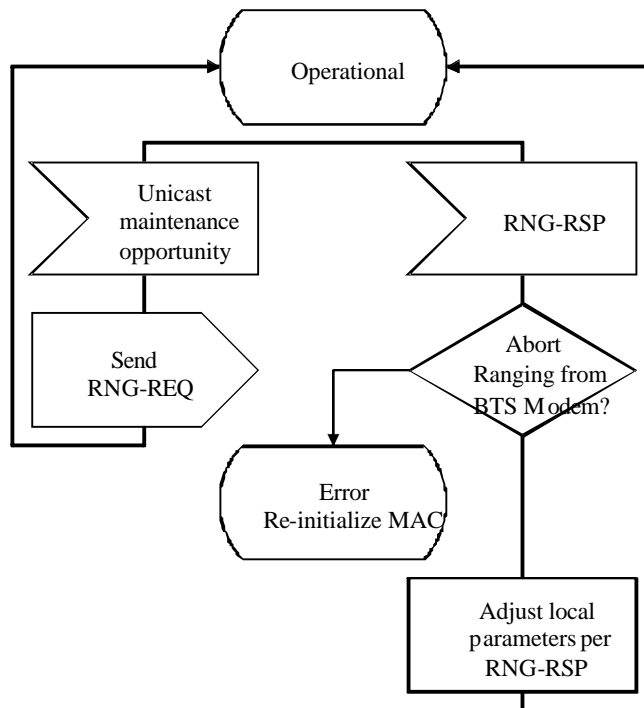 Operational
Unicast
maintenance
opportunity
RNG-RSP
Send
RNG-REQ
Abort
Ranging from
BTS Modem?
Error
Re-initialize MAC
Adjust local
parameters per
RNG-RSP